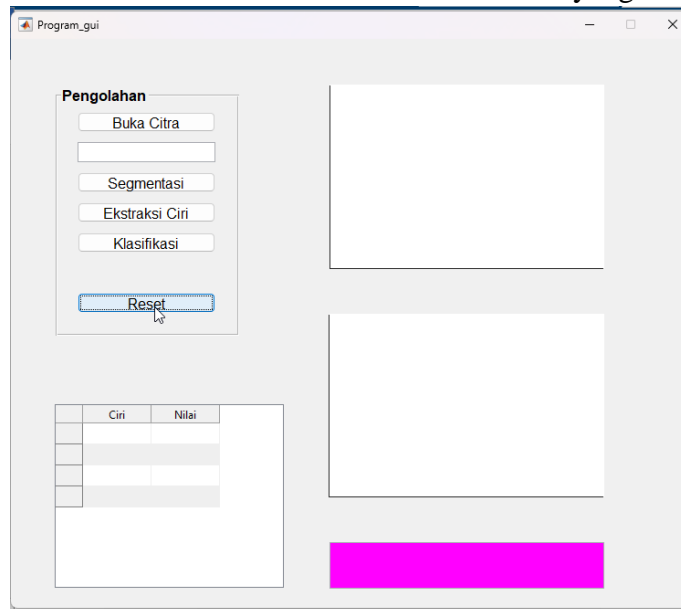 Program_gui
Pengolahan
Buka Citra
Segmentasi
Ekstraksi Ciri
Klasifikasi
Reset
Ciri Nilai